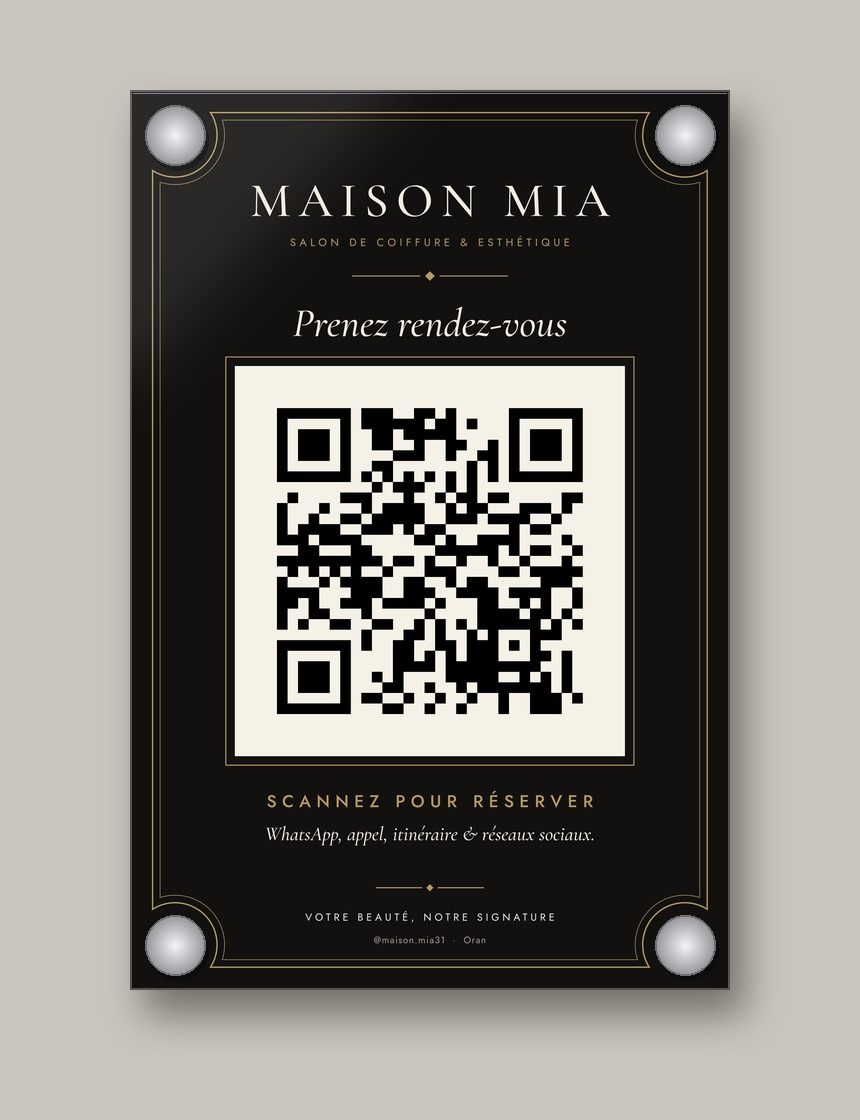 MAISON MIA
SALON DE COIFFURE & ESTHÉTIQUE
Prenez rendez-vous
SCANNEZ POUR RÉSERVER
WhatsApp, appel, itinéraire & réseaux sociaux.
VOTRE BEAUTÉ, NOTRE SIGNATURE
@maison.mia31 · Oran